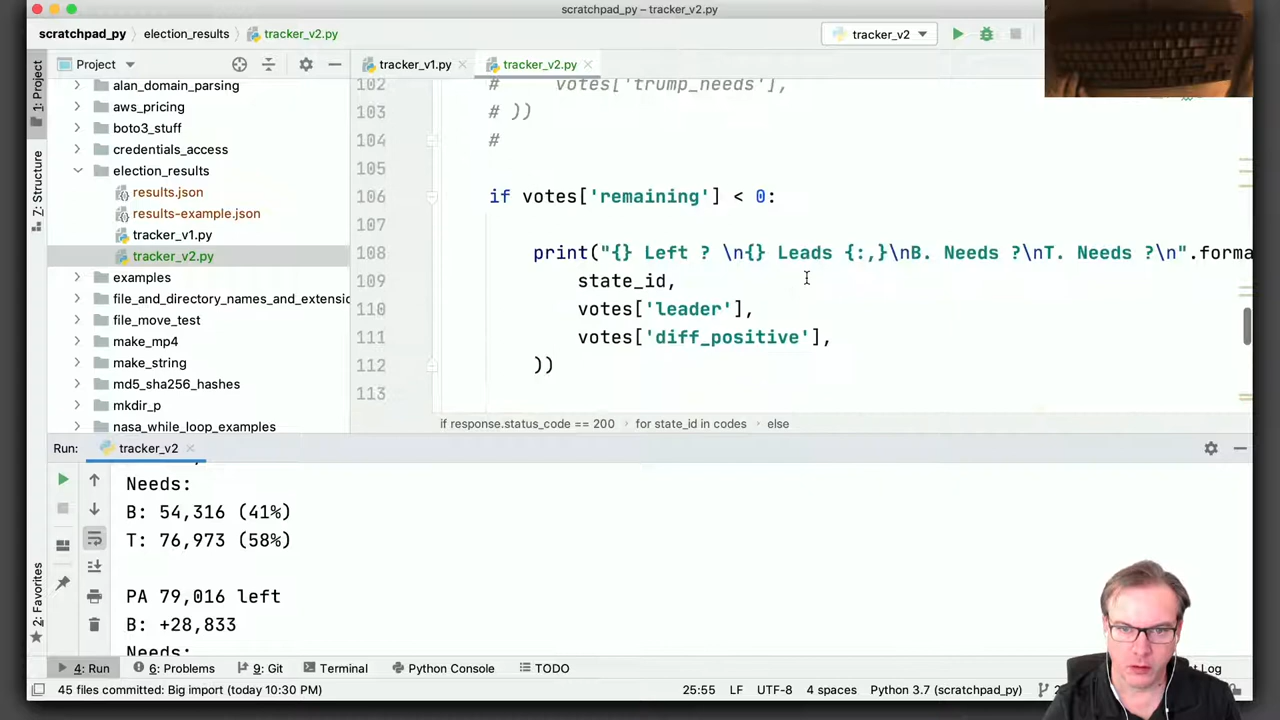 scratchpad_py – tracker_v2.py
scratchpad_py
election_results
tracker_v2.py
tracker_v2
1: Project
Project
tracker_v1.py
tracker_v2.py
alan_domain_parsing
aws_pricing
boto3_stuff
credentials_access
election_results
results.json
results-example.json
tracker_v1.py
tracker_v2.py
examples
file_and_directory_names_and_extensio
file_move_test
make_mp4
make_string
md5_sha256_hashes
mkdir_p
nasa_while_loop_examples
Z: Structure
2: Favorites
102 # votes['trump_needs'],
103 # ))
104 #
105
106 if votes['remaining'] < 0:
107
108 print("{} Left ? \n{} Leads {:,}\nB. Needs ?\nT. Needs ?\n".forma
109 state_id,
110 votes['leader'],
111 votes['diff_positive'],
112 ))
113
if response.status_code == 200 › for state_id in codes › else
Run: tracker_v2
Needs:
B: 54,316 (41%)
T: 76,973 (58%)
PA 79,016 left
B: +28,833
Needs:
4: Run
6: Problems
9: Git
Terminal
Python Console
TODO
t Log
45 files committed: Big import (today 10:30 PM)
25:55
LF
UTF-8
4 spaces
Python 3.7 (scratchpad_py)